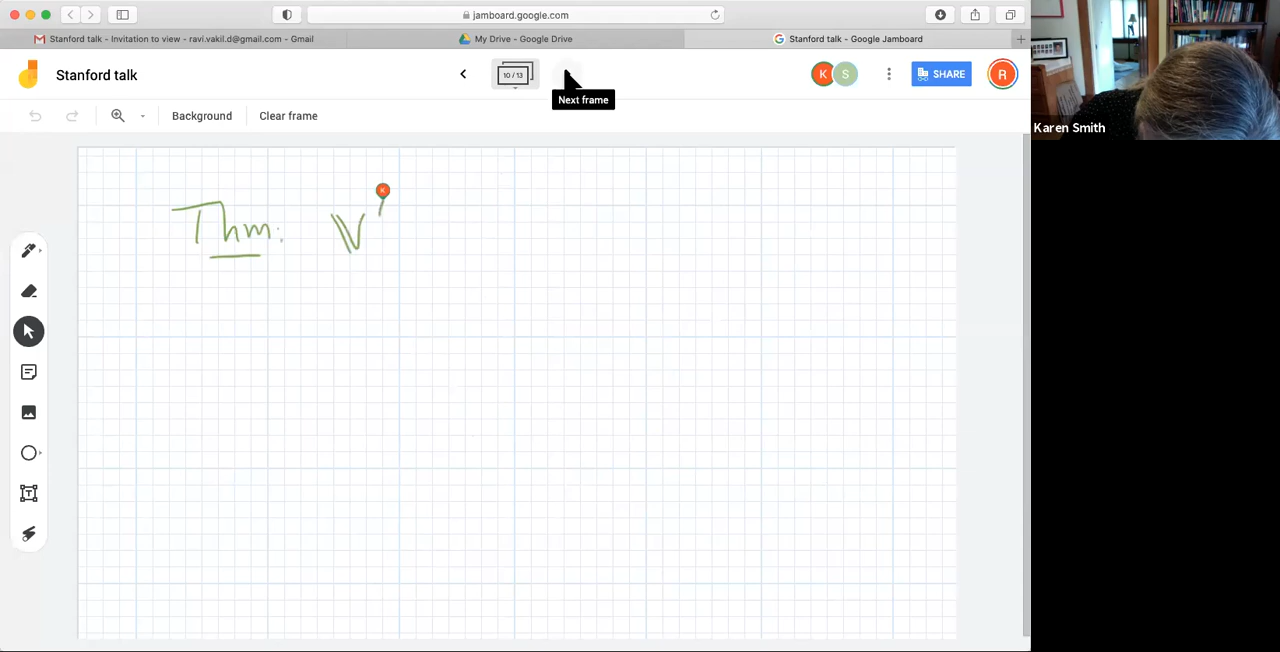 jamboard.google.com
Stanford talk - Invitation to view - ravi.vakil.d@gmail.com - Gmail
My Drive - Google Drive
Stanford talk - Google Jamboard
Stanford talk
10 / 13
K
S
SHARE
R
Next frame
Background
Clear frame
Karen Smith
K
Thm: V